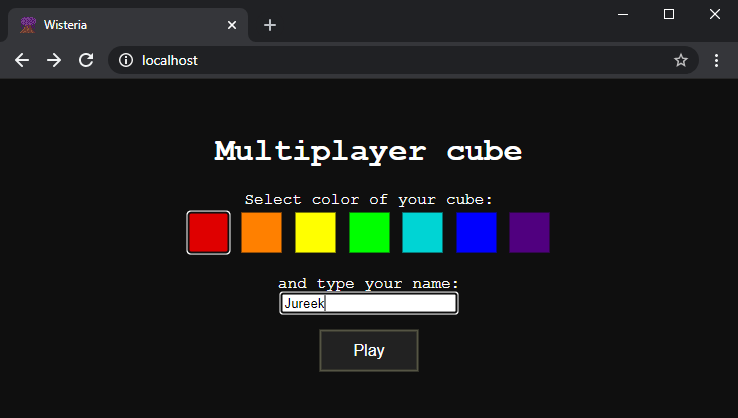 Wisteria
localhost
Multiplayer cube
Select color of your cube:
and type your name:
Jureek
Play